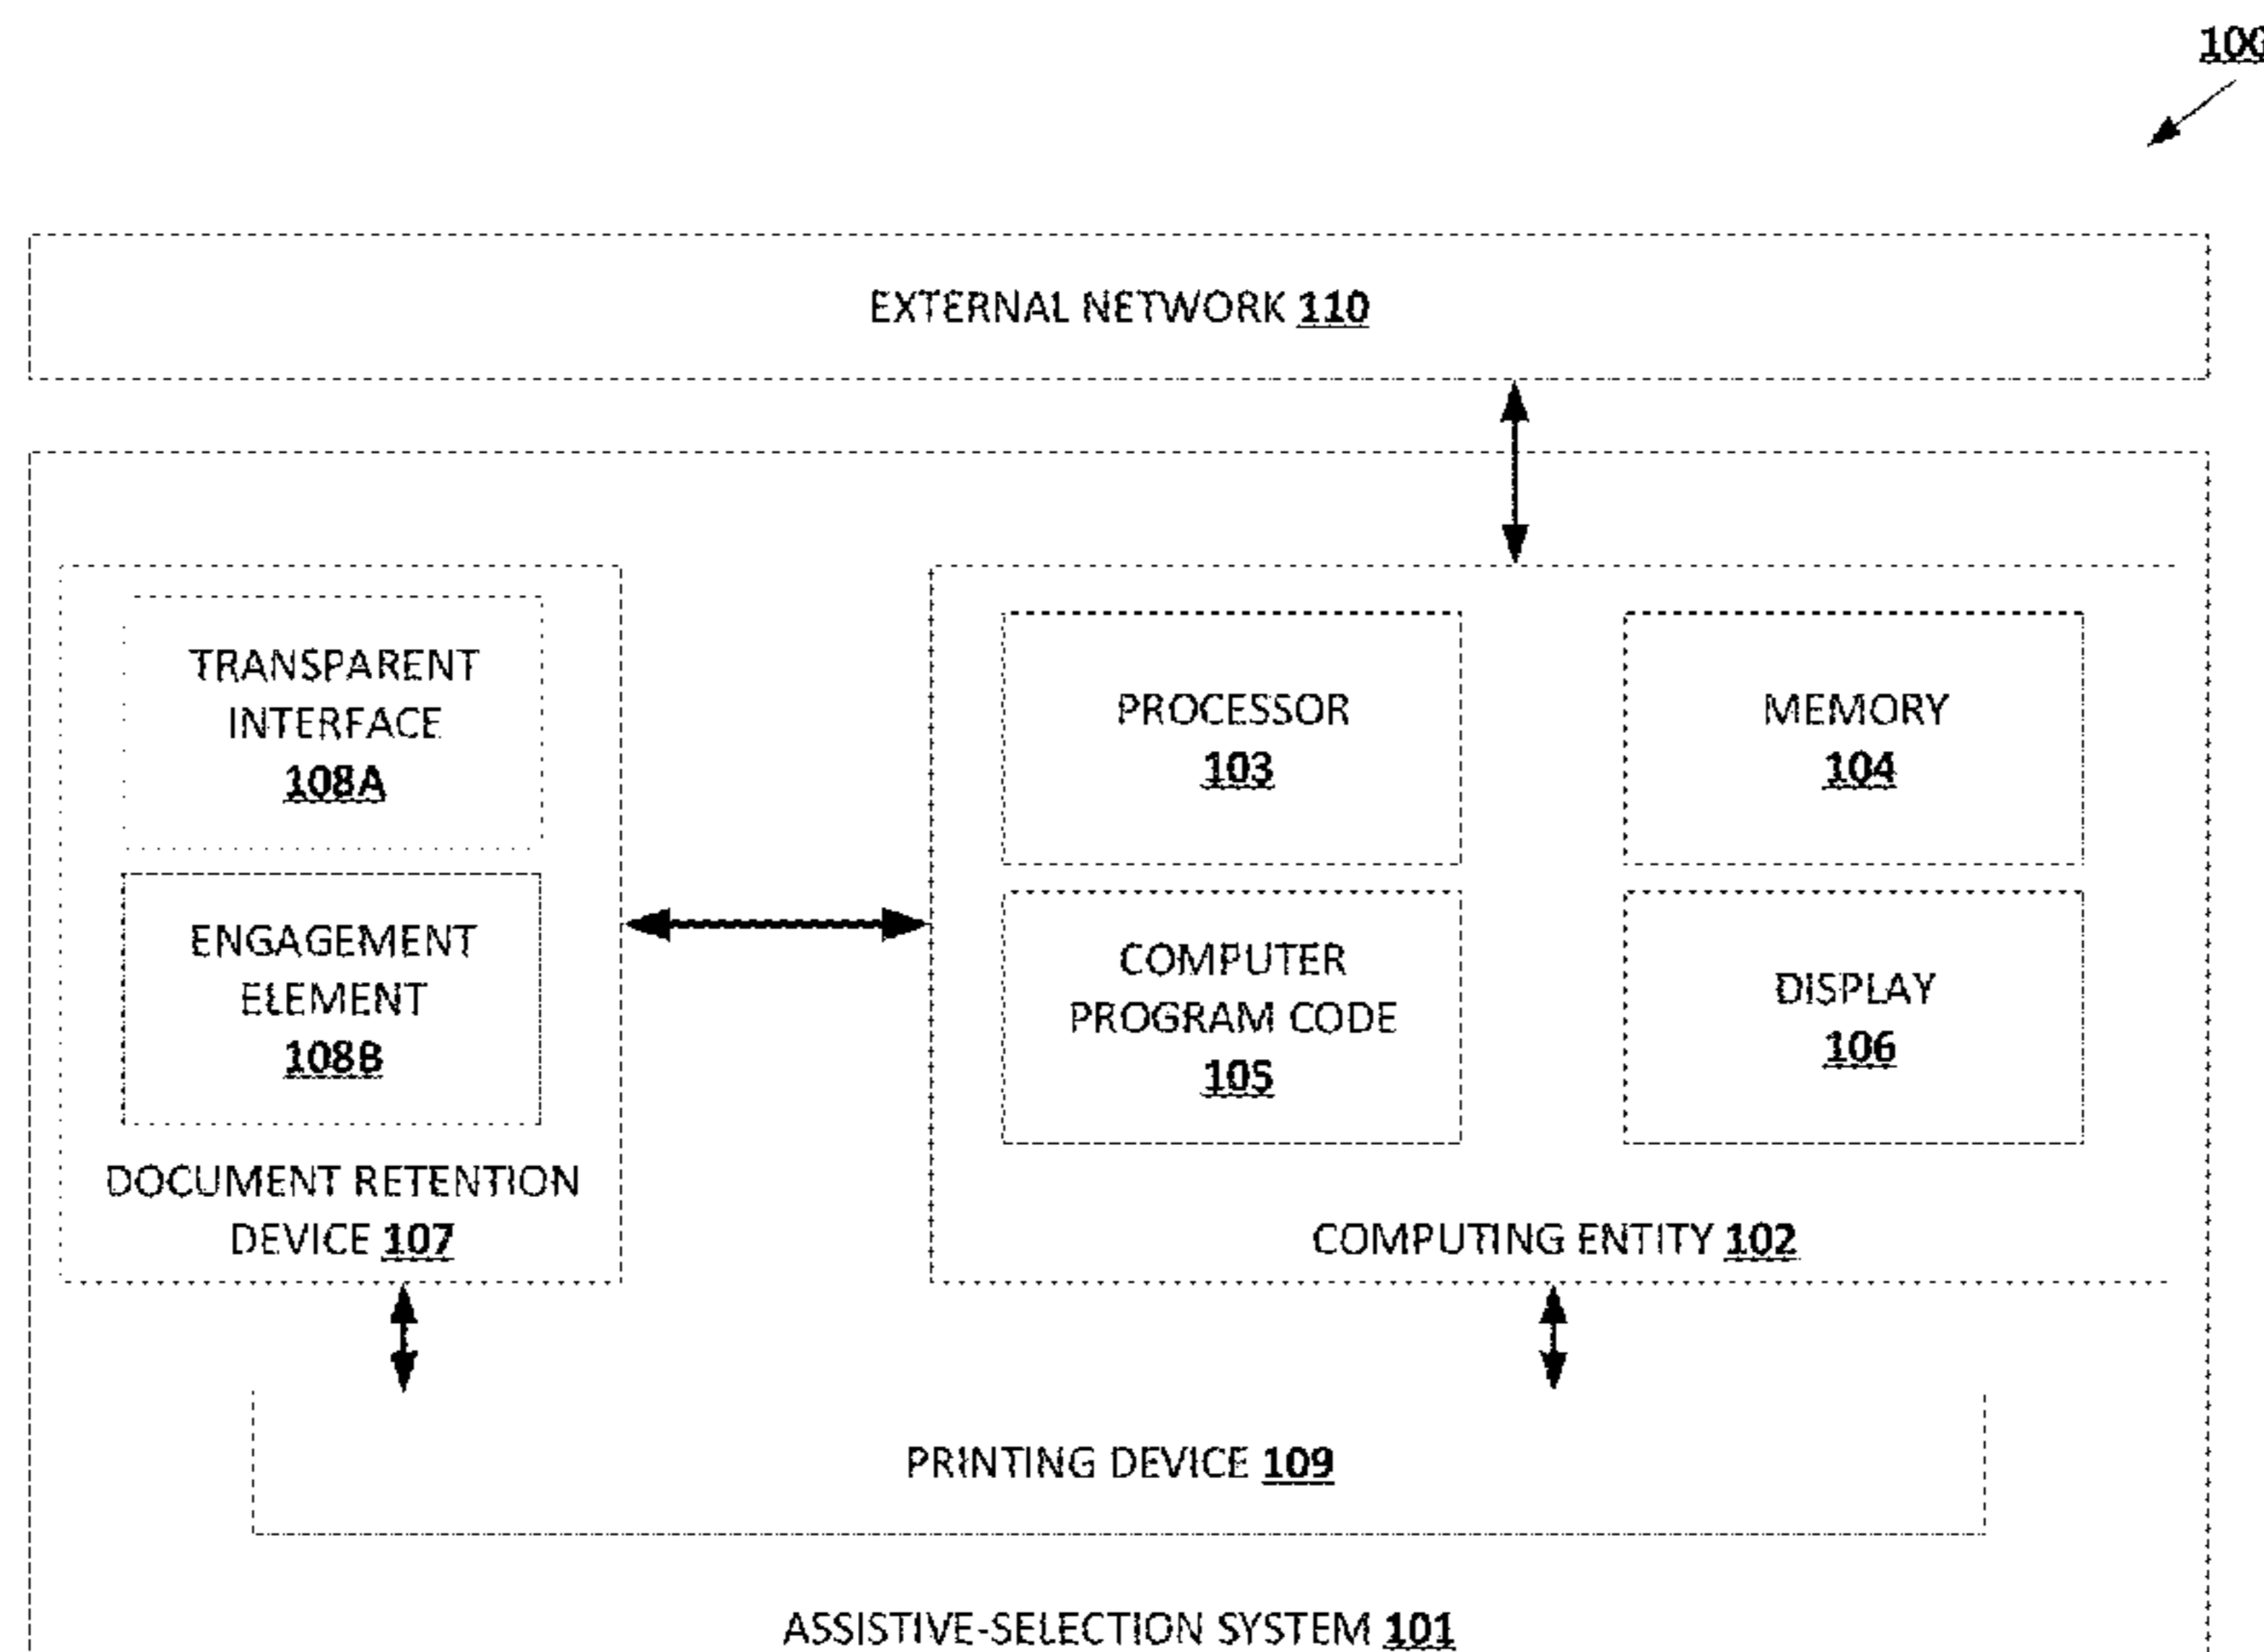 100
EXTERNAL NETWORK 110
TRANSPARENT
INTERFACE
108A
ENGAGEMENT
ELEMENT
108B
DOCUMENT RETENTION
DEVICE 107
PROCESSOR
103
MEMORY
104
COMPUTER
PROGRAM CODE
105
DISPLAY
106
COMPUTING ENTITY 102
PRINTING DEVICE 109
ASSISTIVE-SELECTION SYSTEM 101